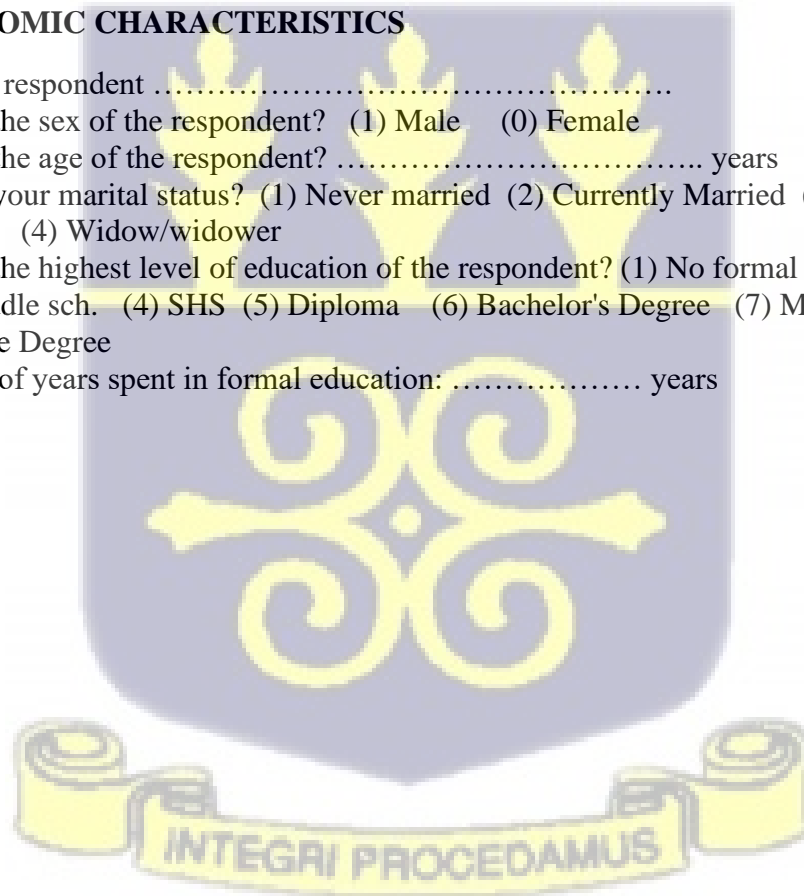 OMIC CHARACTERISTICS
respondent ………………………………………….
he sex of the respondent? (1) Male (0) Female
he age of the respondent? …………………………….. years
your marital status? (1) Never married (2) Currently Married (
(4) Widow/widower
he highest level of education of the respondent? (1) No formal
dle sch. (4) SHS (5) Diploma (6) Bachelor's Degree (7) M
e Degree
of years spent in formal education: ……………… years
INTEGRI PROCEDAMUS